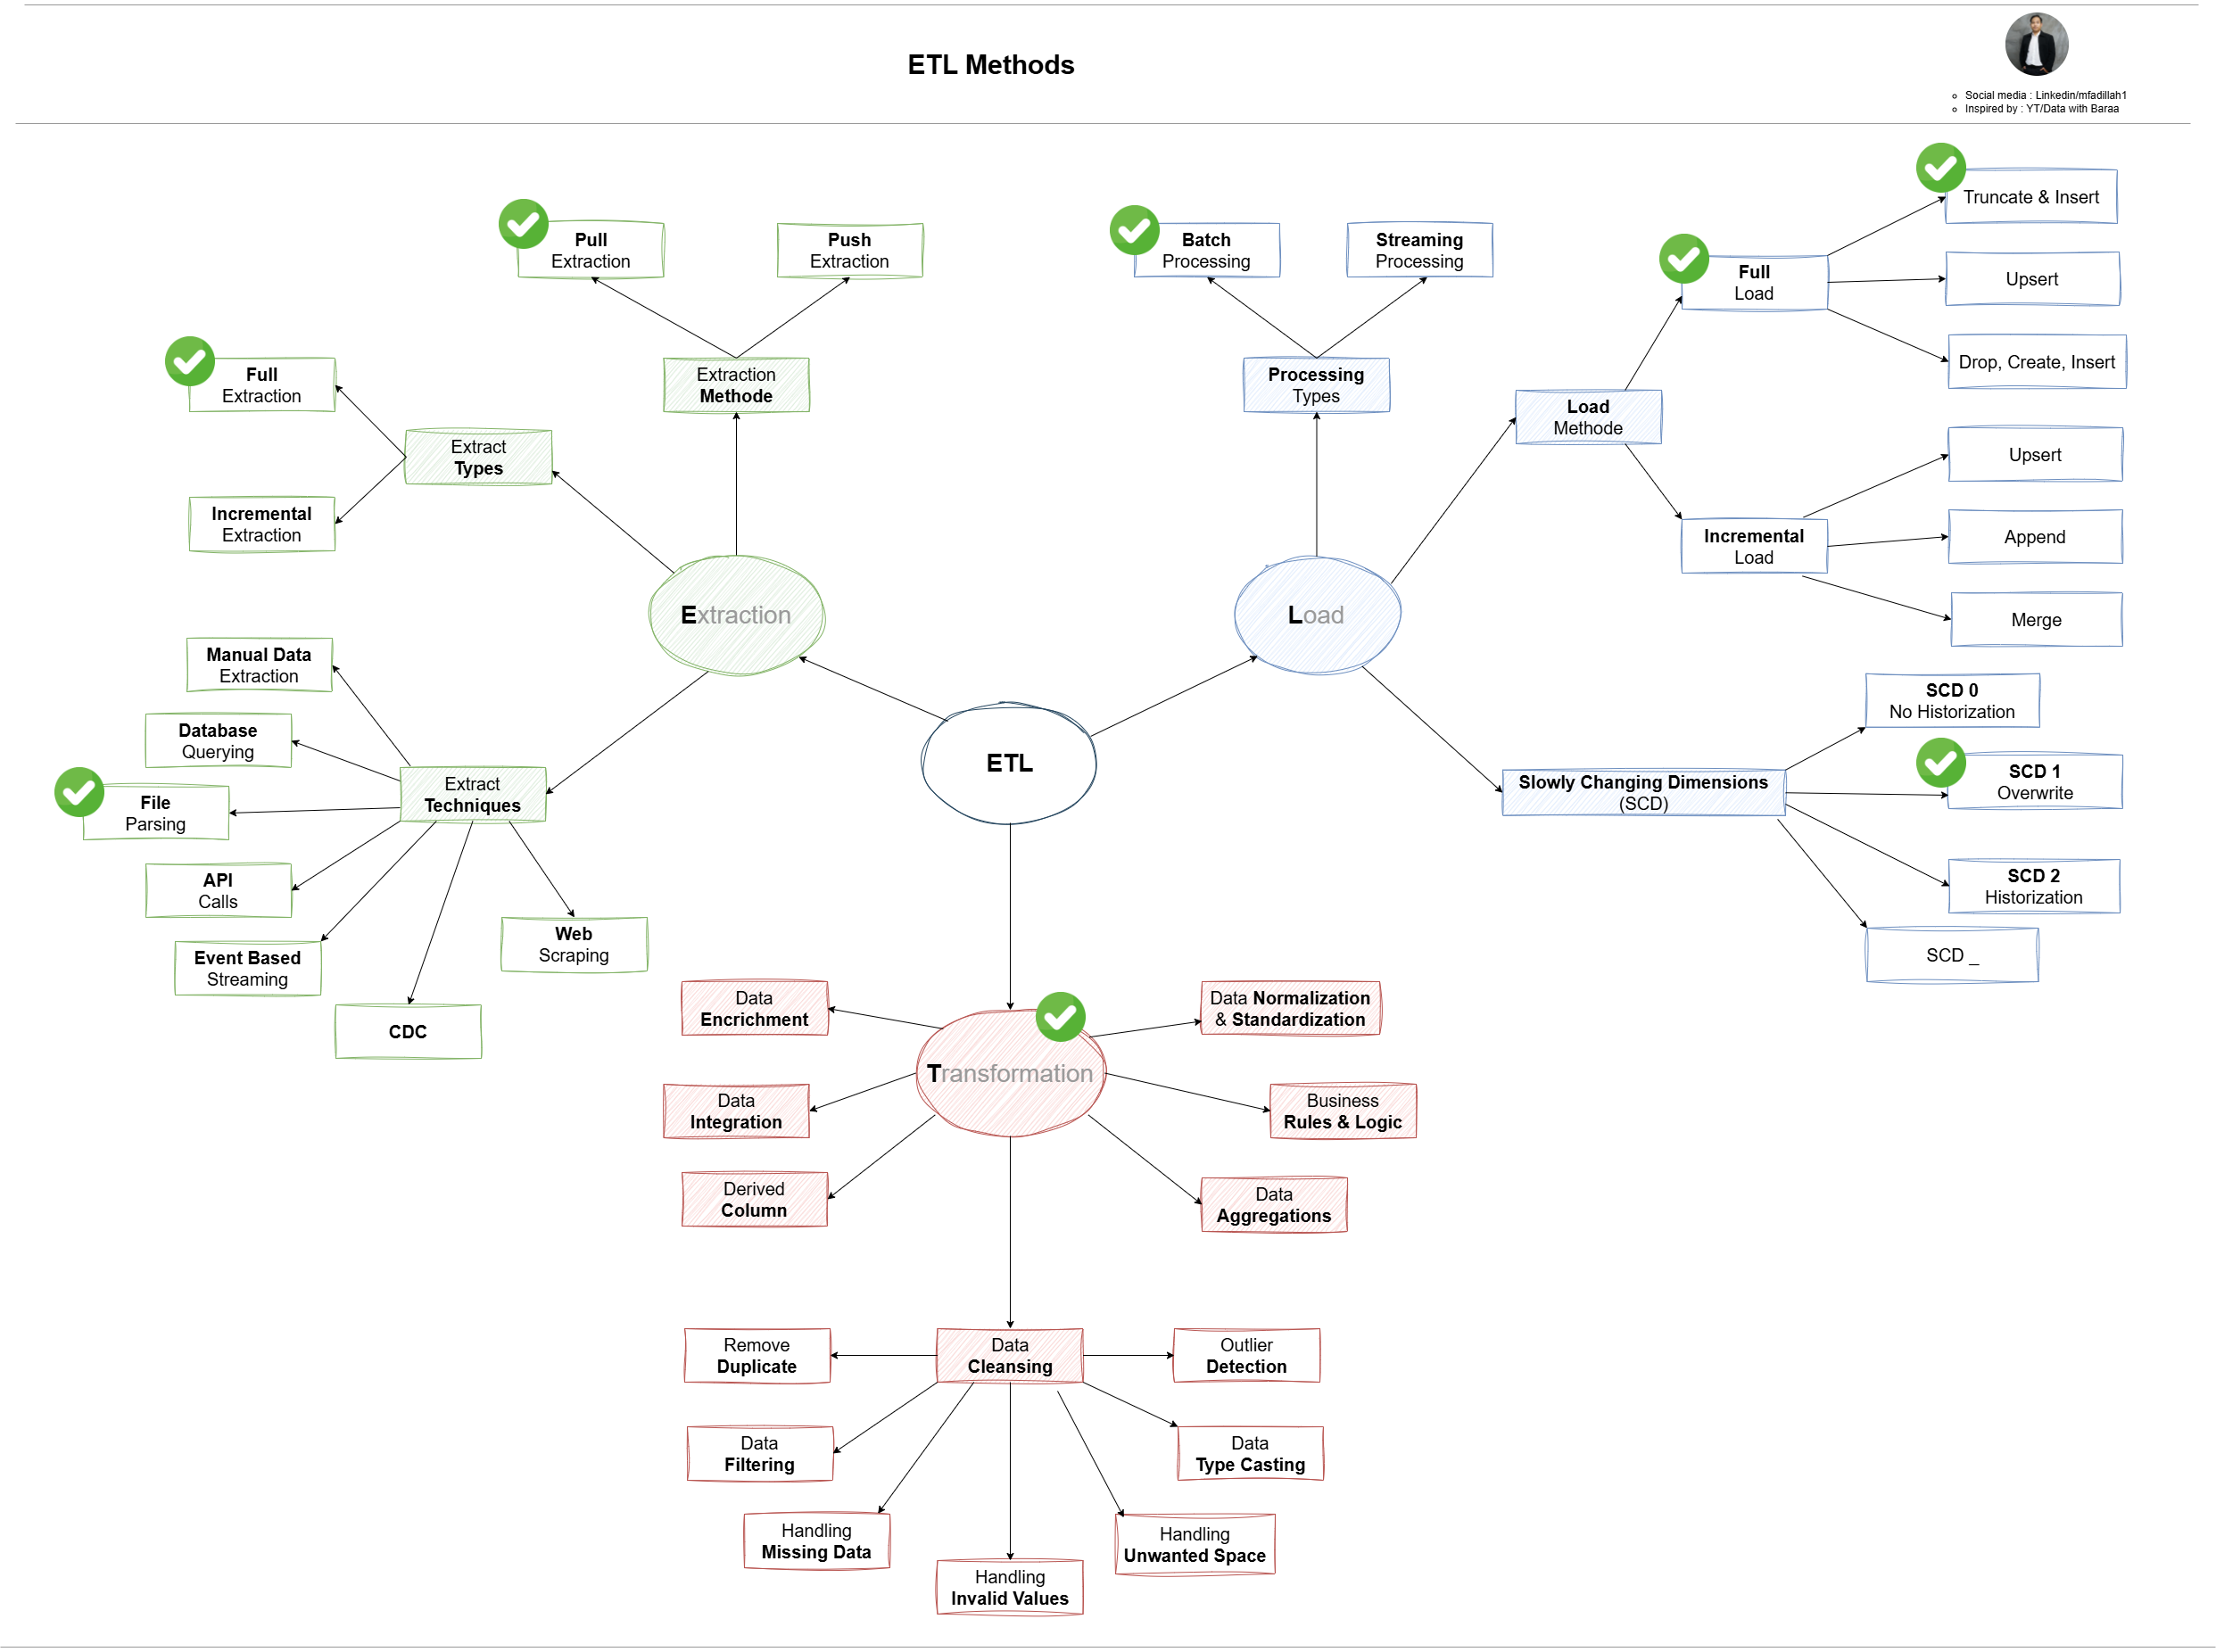 ETL Methods
Social media : Linkedin/mfadillah1
Inspired by : YT/Data with Baraa
Pull
Extraction
Push
Extraction
Extraction
Methode
Full
Extraction
Extract
Types
Incremental
Extraction
Extraction
Manual Data
Extraction
Database
Querying
File
Parsing
API
Calls
Event Based
Streaming
CDC
Web
Scraping
Extract
Techniques
Batch
Processing
Streaming
Processing
Processing
Types
Load
Load
Methode
Full
Load
Truncate & Insert
Upsert
Drop, Create, Insert
Incremental
Load
Upsert
Append
Merge
Slowly Changing Dimensions
(SCD)
SCD 0
No Historization
SCD 1
Overwrite
SCD 2
Historization
SCD _
ETL
Transformation
Data
Encrichment
Data
Integration
Derived
Column
Data Normalization
& Standardization
Business
Rules & Logic
Data
Aggregations
Data
Cleansing
Remove
Duplicate
Data
Filtering
Handling
Missing Data
Handling
Invalid Values
Handling
Unwanted Space
Data
Type Casting
Outlier
Detection